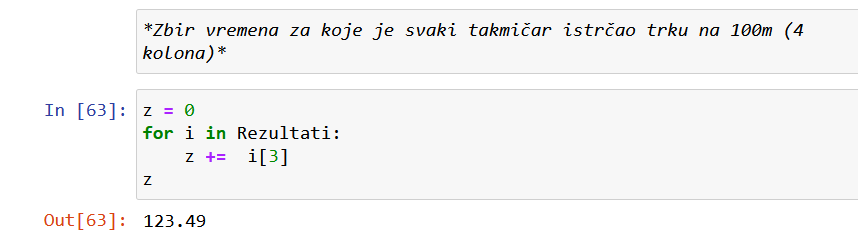 *Zbir vremena za koje je svaki takmičar istrčao trku na 100m (4
kolona)*
In [63]: z = 0
for i in Rezultati:
    z +=  i[3]
z
Out[63]: 123.49